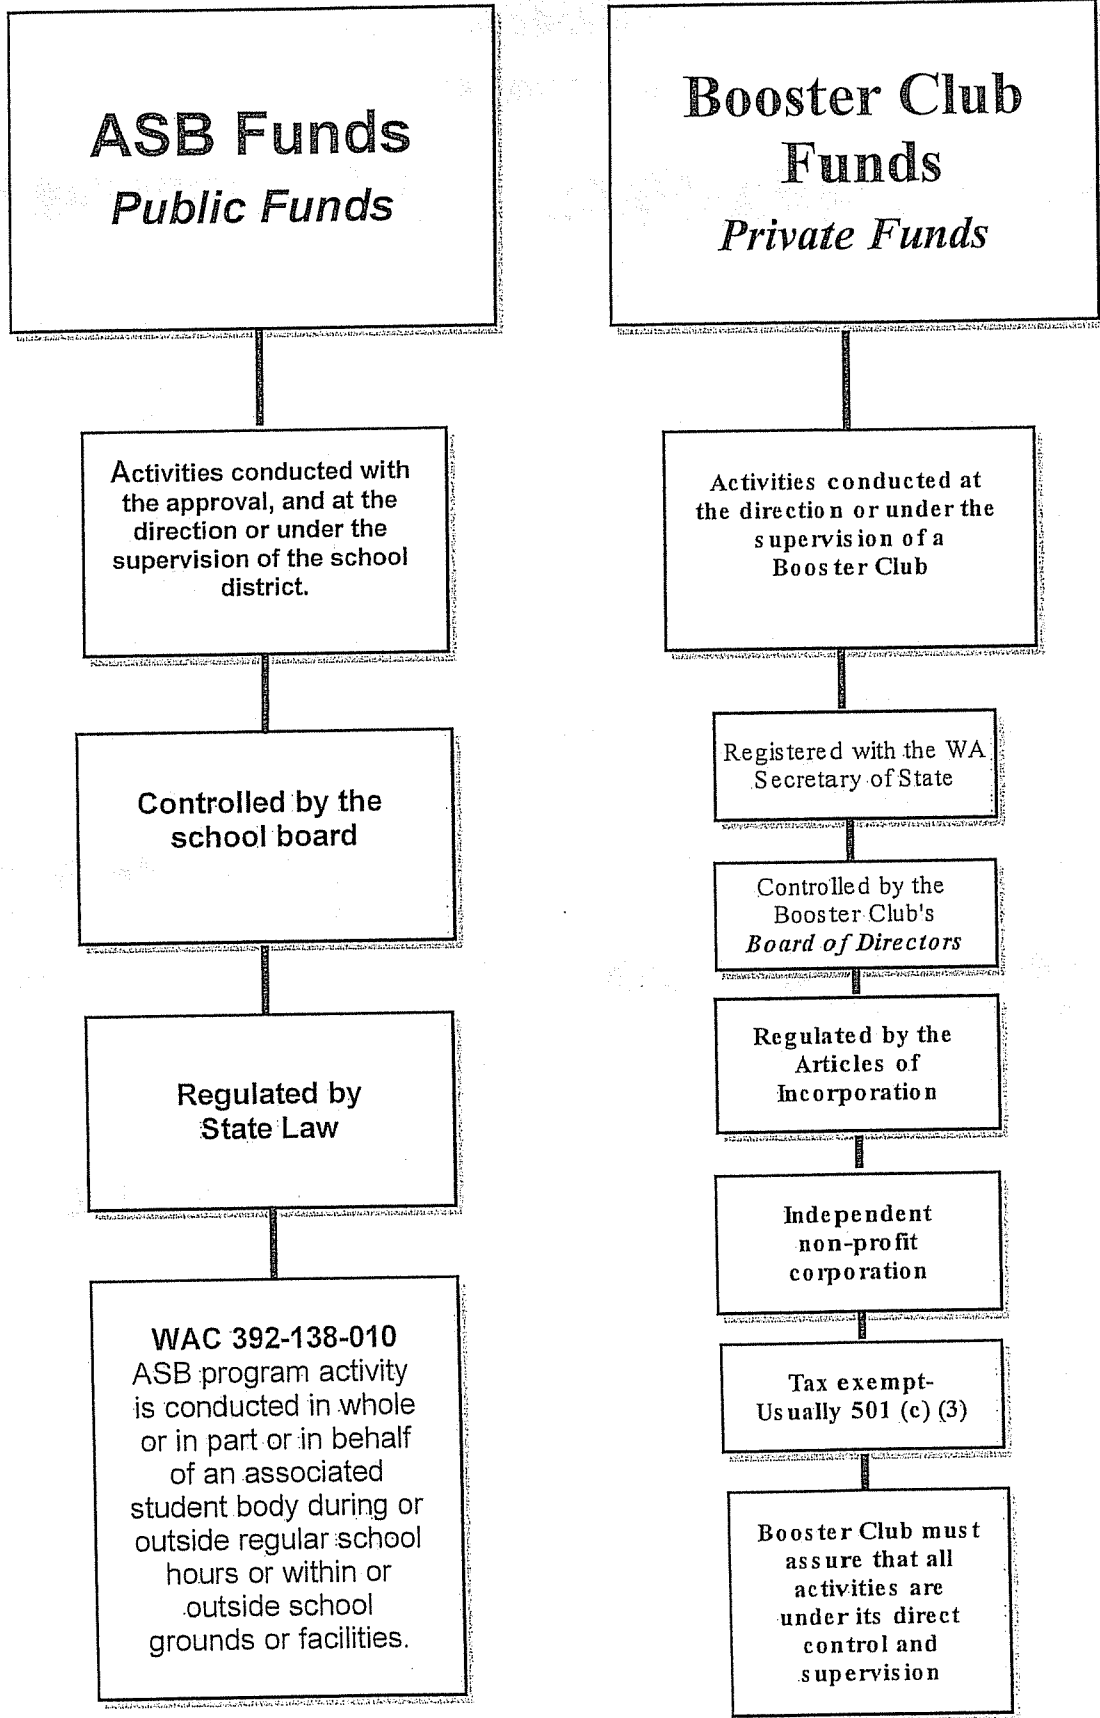 ASB Funds
Public Funds
Activities conducted with
the approval, and at the
direction or under the
supervision of the school
district.
Controlled by the
school board
Regulated by
State Law
WAC 392-138-010
ASB program activity
is conducted in whole
or in part or in behalf
of an associated
student body during or
outside regular school
hours or within or
outside school
grounds or facilities.
Booster Club
Funds
Private Funds
Activities conducted at
the direction or under the
supervision of a
Booster Club
Registered with the WA
Secretary of State
Controlled by the
Booster Club's
Board of Directors
Regulated by the
Articles of
Incorporation
Independent
non-profit
corporation
Tax exempt-
Usually 501 (c) (3)
Booster Club must
assure that all
activities are
under its direct
control and
supervision